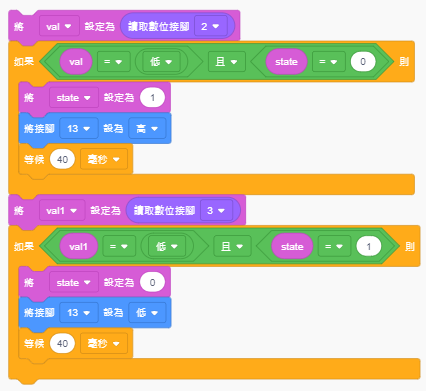 將 val 設定為 讀取數位接腳 2
如果 val = 低 且 state = 0 則
將 state 設定為 1
將接腳 13 設為 高
等候 40 毫秒
將 val1 設定為 讀取數位接腳 3
如果 val1 = 低 且 state = 1 則
將 state 設定為 0
將接腳 13 設為 低
等候 40 毫秒